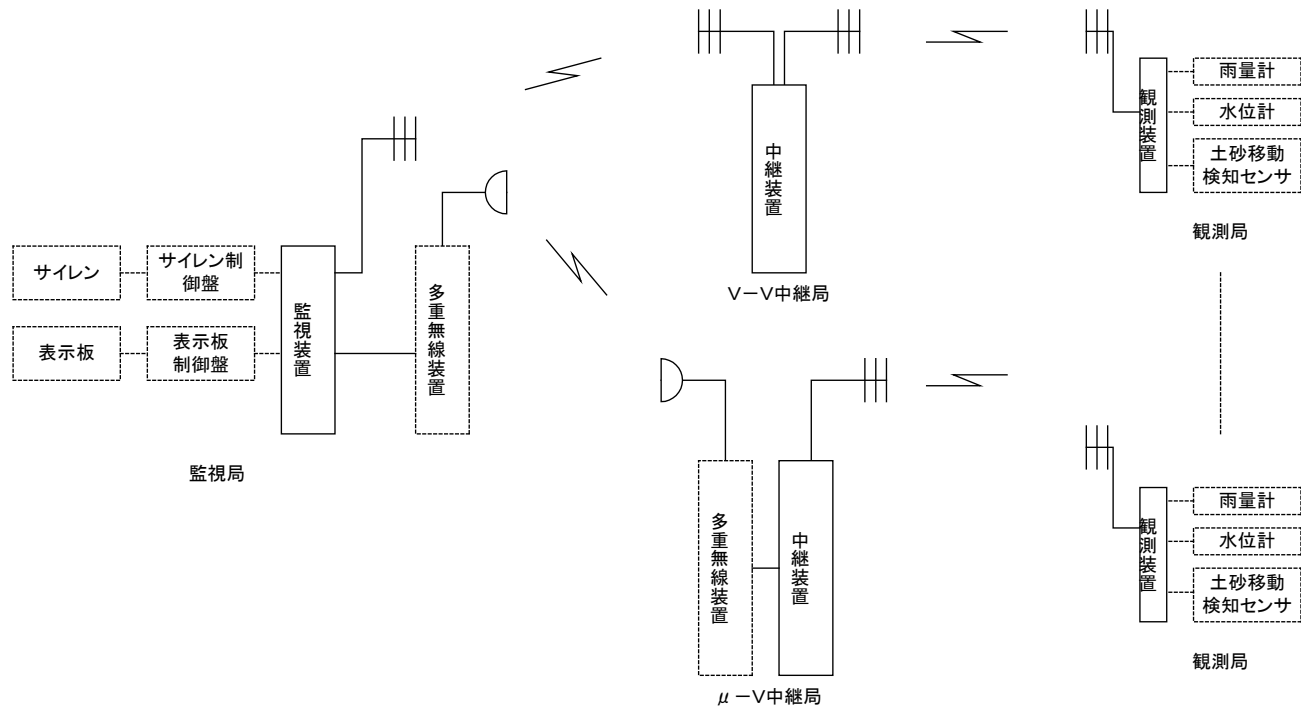 サイレン
サイレン制
御盤
表示板
表示板
制御盤
監視装置
多重無線装置
監視局
中継装置
V－V中継局
多重無線装置
中継装置
μ－V中継局
観測装置
雨量計
水位計
土砂移動
検知センサ
観測局
観測装置
雨量計
水位計
土砂移動
検知センサ
観測局